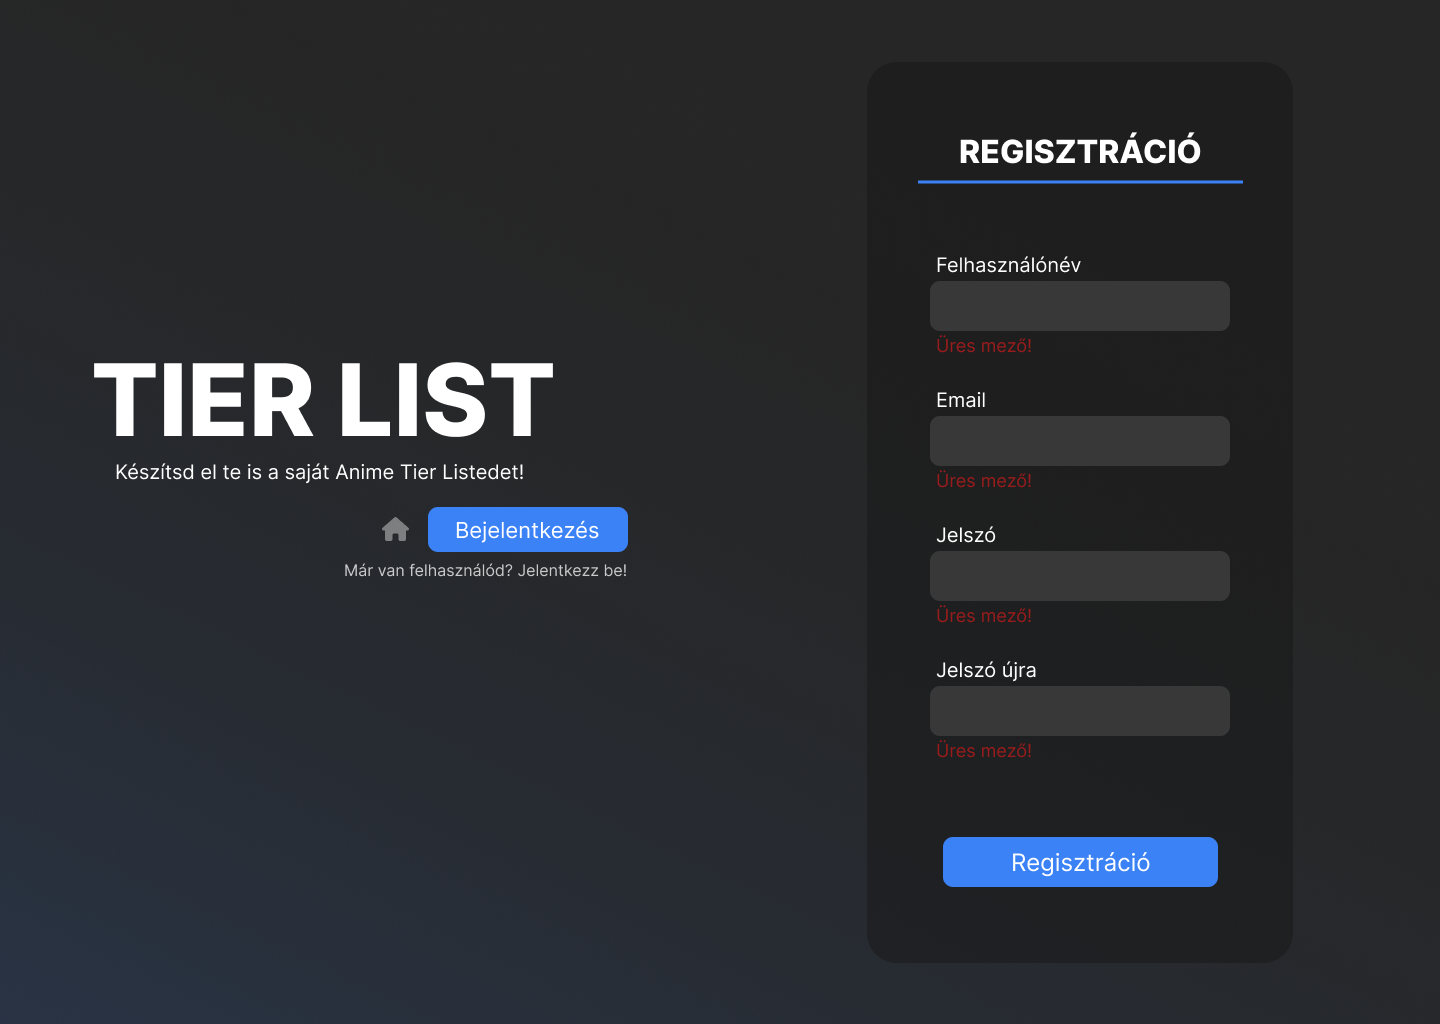 TIER LIST
Készítsd el te is a saját Anime Tier Listedet!
Bejelentkezés
Már van felhasználód? Jelentkezz be!
REGISZTRÁCIÓ
Felhasználónév
Üres mező!
Email
Üres mező!
Jelszó
Üres mező!
Jelszó újra
Üres mező!
Regisztráció